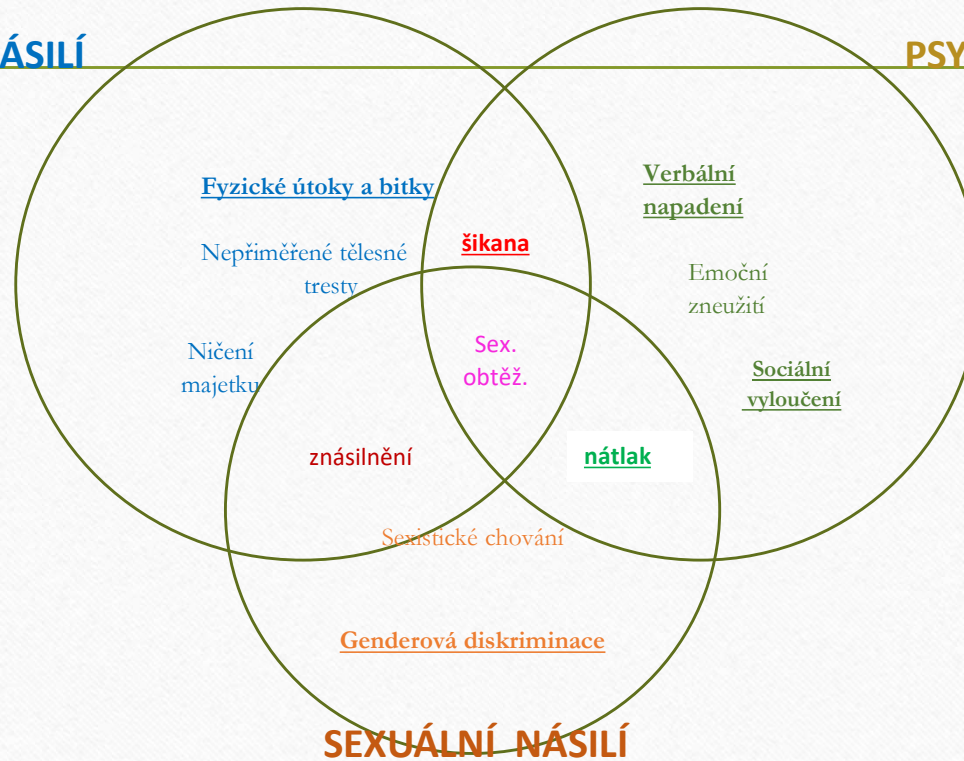 ÁSILÍ
PSY
Fyzické útoky a bitky
Nepřiměřené tělesné
tresty
Ničení
majetku
šikana
Verbální
napadení
Emoční
zneužití
Sociální
vyloučení
Sex.
obtěž.
znásilnění
nátlak
Sexistické chování
Genderová diskriminace
SEXUÁLNÍ NÁSILÍ